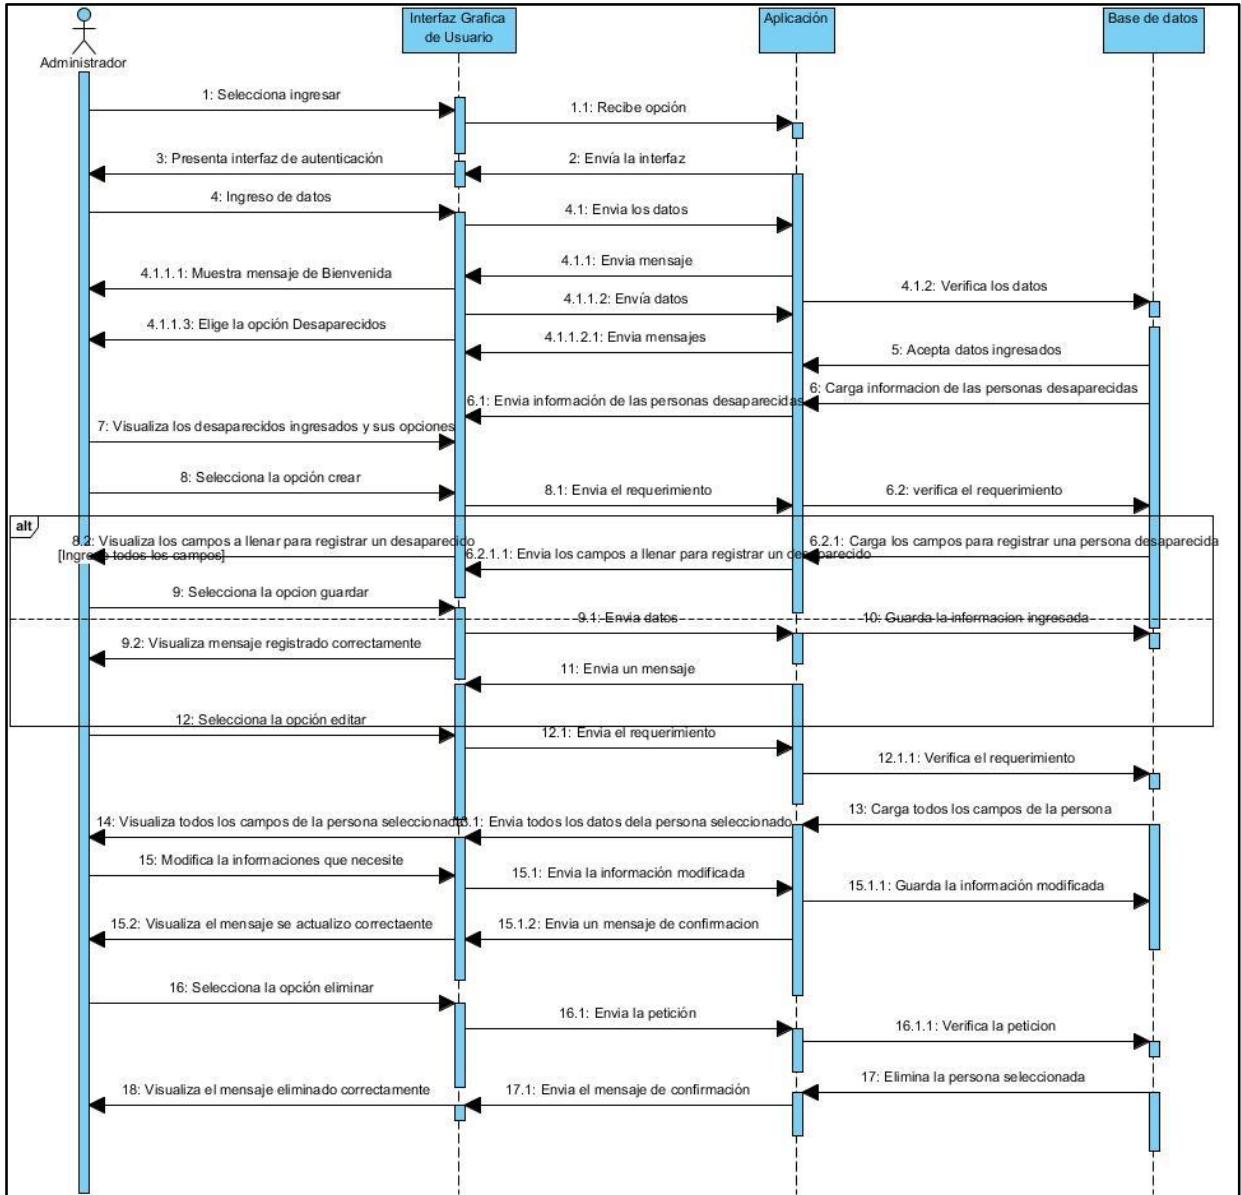 Interfaz Grafica
de Usuario
Aplicación
Base de datos
Administrador
1: Selecciona ingresar
1.1: Recibe opción
3: Presenta interfaz de autenticación
2: Envía la interfaz
4: Ingreso de datos
4.1: Envia los datos
4.1.1: Envia mensaje
4.1.1.1: Muestra mensaje de Bienvenida
4.1.2: Verifica los datos
4.1.1.2: Envía datos
4.1.1.3: Elige la opción Desaparecidos
4.1.1.2.1: Envia mensajes
5: Acepta datos ingresados
6: Carga informacion de las personas desaparecidas
6.1: Envia información de las personas desaparecidas
7: Visualiza los desaparecidos ingresados y sus opciones
8: Selecciona la opción crear
8.1: Envia el requerimiento
6.2: verifica el requerimiento
alt
8.2: Visualiza los campos a llenar para registrar un desaparecido
6.2.1: Carga los campos para registrar una persona desaparecida
[Ingrese todos los campos]
6.2.1.1: Envia los campos a llenar para registrar un desaparecido
9: Selecciona la opcion guardar
9.1: Envia datos
10: Guarda la informacion ingresada
9.2: Visualiza mensaje registrado correctamente
11: Envia un mensaje
12: Selecciona la opción editar
12.1: Envia el requerimiento
12.1.1: Verifica el requerimiento
13: Carga todos los campos de la persona
14: Visualiza todos los campos de la persona seleccionada
.1: Envia todos los datos dela persona seleccionado
15: Modifica la informaciones que necesite
15.1: Envia la información modificada
15.1.1: Guarda la información modificada
15.2: Visualiza el mensaje se actualizo correctaente
15.1.2: Envia un mensaje de confirmacion
16: Selecciona la opción eliminar
16.1: Envia la petición
16.1.1: Verifica la peticion
17: Elimina la persona seleccionada
18: Visualiza el mensaje eliminado correctamente
17.1: Envia el mensaje de confirmación